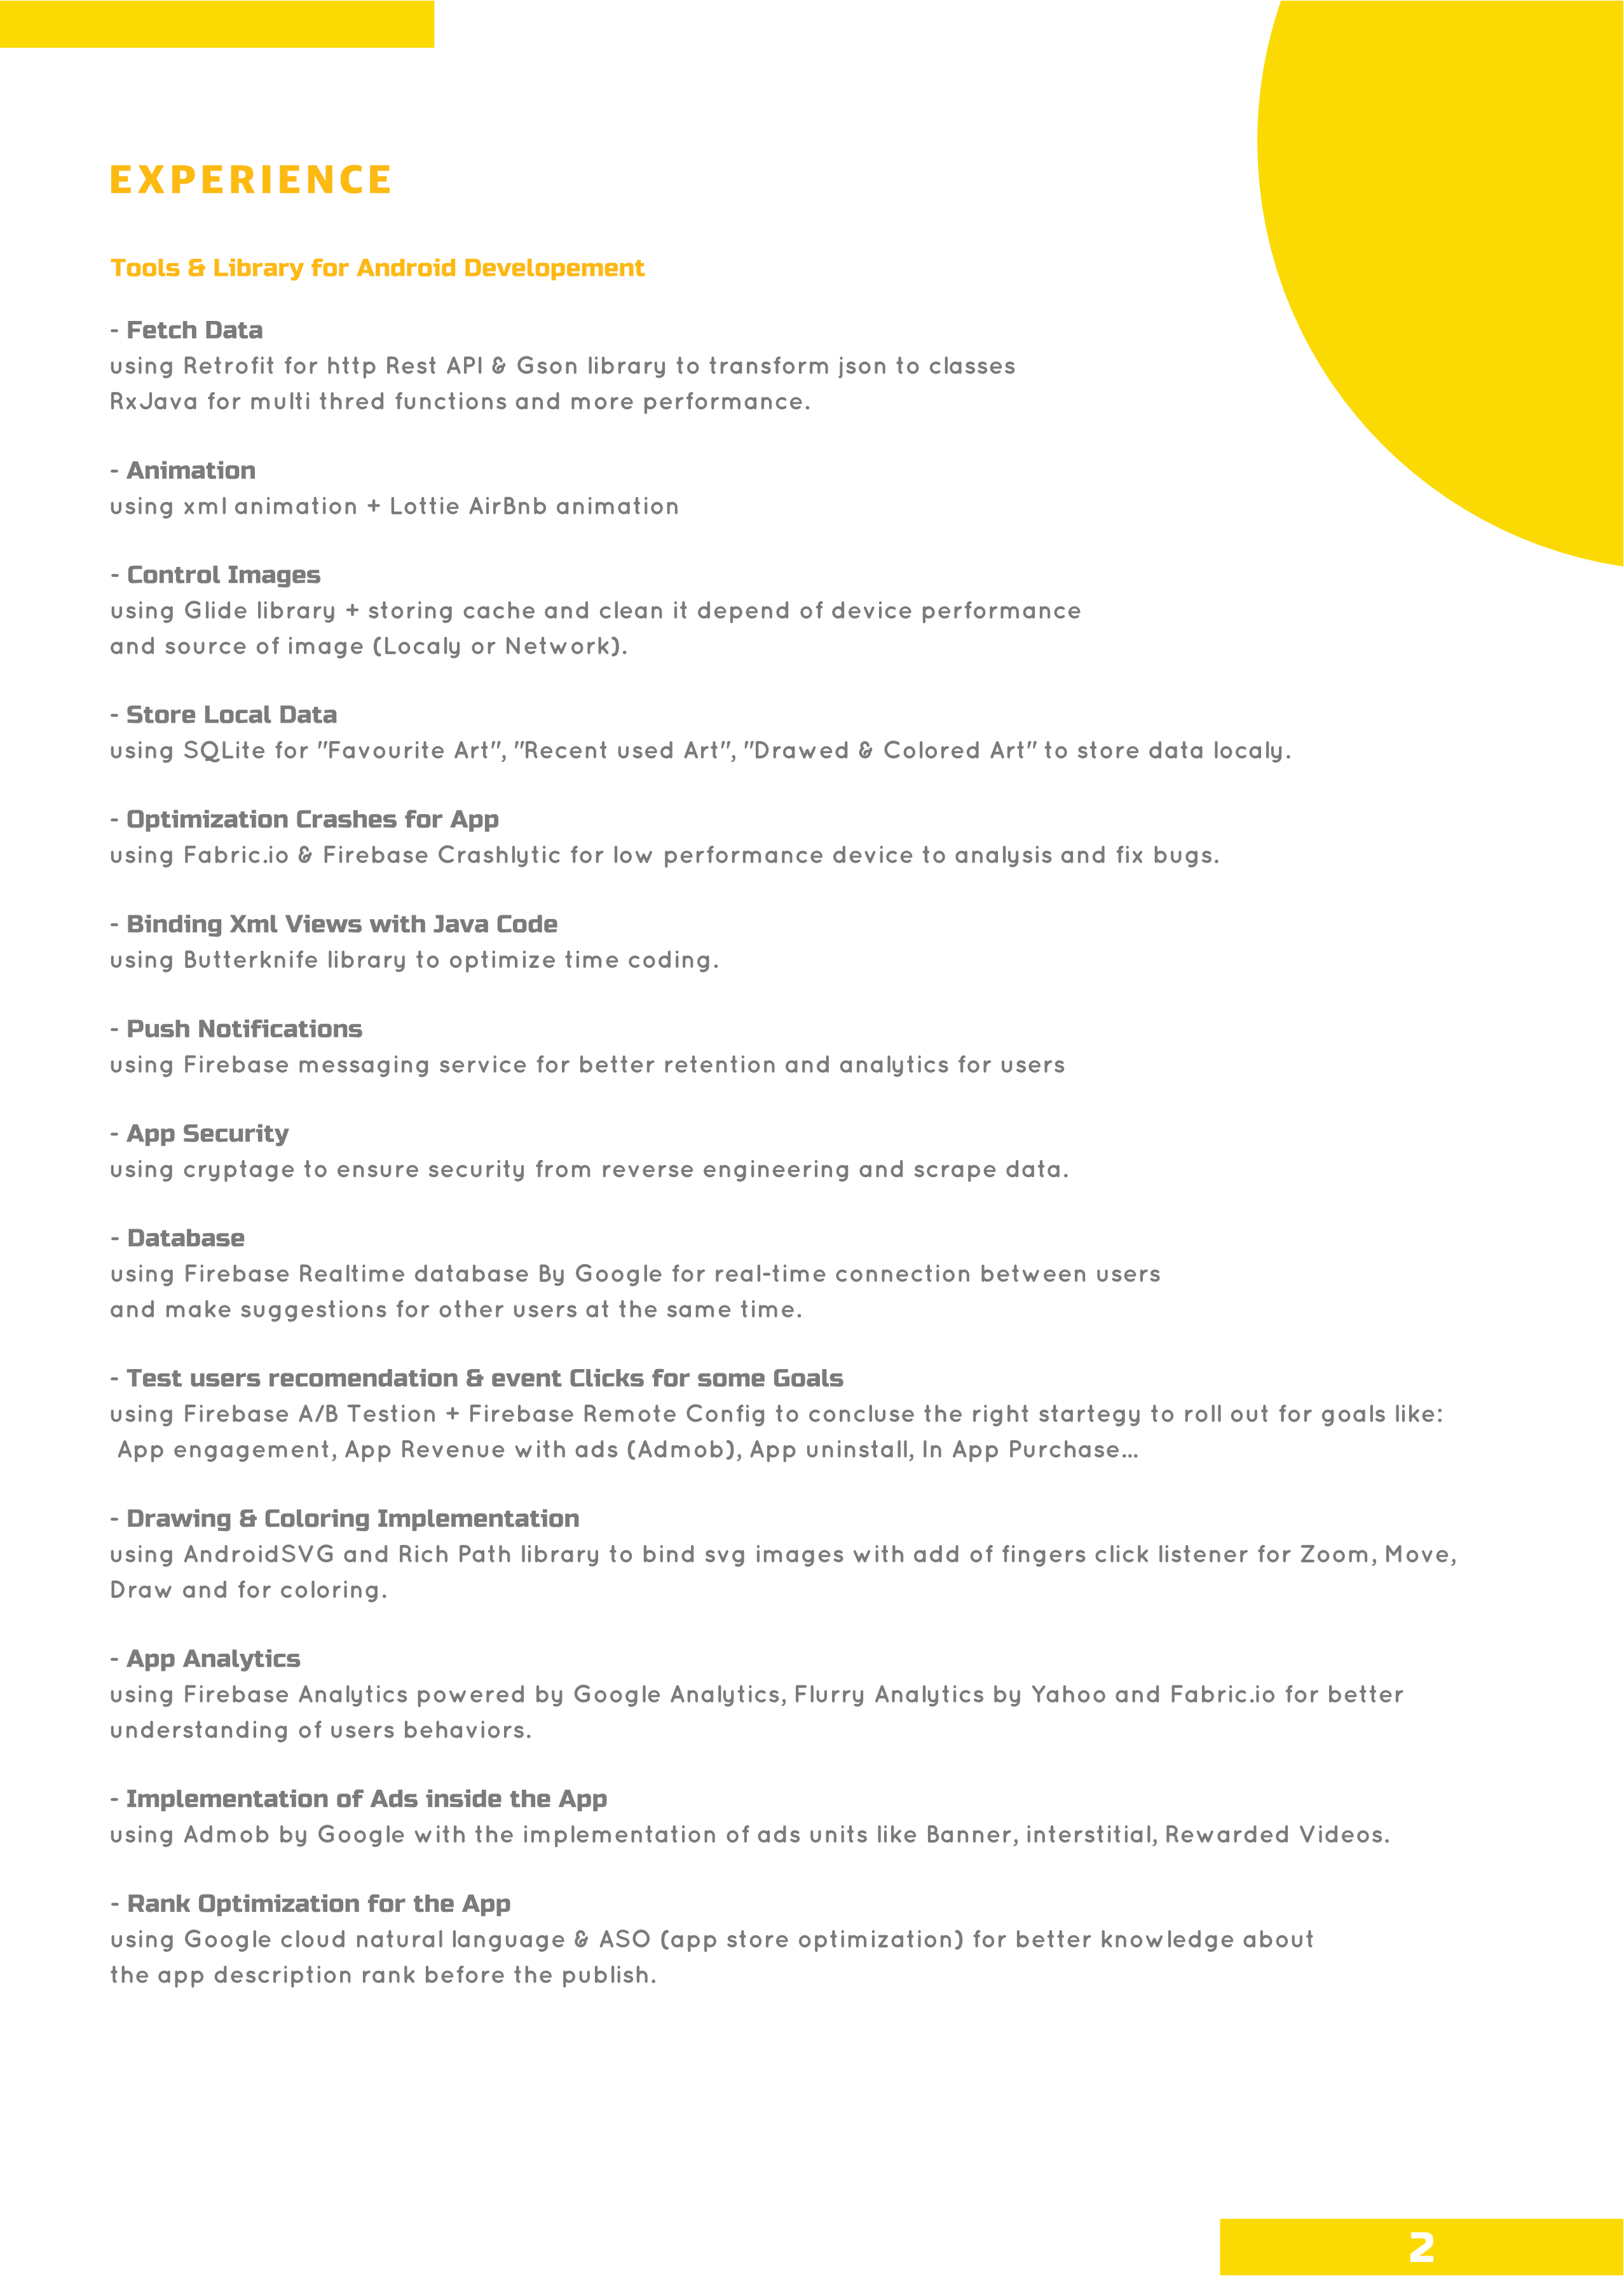 EXPERIENCE
Tools & Library for Android Developement
- Fetch Data
using Retrofit for http Rest API & Gson library to transform json to classes
RxJava for multi thred functions and more performance.
- Animation
using xml animation + Lottie AirBnb animation
- Control Images
using Glide library + storing cache and clean it depend of device performance
and source of image (Localy or Network).
- Store Local Data
using SQLite for "Favourite Art", "Recent used Art", "Drawed & Colored Art" to store data localy.
- Optimization Crashes for App
using Fabric.io & Firebase Crashlytic for low performance device to analysis and fix bugs.
- Binding Xml Views with Java Code
using Butterknife library to optimize time coding.
- Push Notifications
using Firebase messaging service for better retention and analytics for users
- App Security
using cryptage to ensure security from reverse engineering and scrape data.
- Database
using Firebase Realtime database By Google for real-time connection between users
and make suggestions for other users at the same time.
- Test users recomendation & event Clicks for some Goals
using Firebase A/B Testion + Firebase Remote Config to concluse the right startegy to roll out for goals like:
App engagement, App Revenue with ads (Admob), App uninstall, In App Purchase...
- Drawing & Coloring Implementation
using AndroidSVG and Rich Path library to bind svg images with add of fingers click listener for Zoom, Move,
Draw and for coloring.
- App Analytics
using Firebase Analytics powered by Google Analytics, Flurry Analytics by Yahoo and Fabric.io for better
understanding of users behaviors.
- Implementation of Ads inside the App
using Admob by Google with the implementation of ads units like Banner, interstitial, Rewarded Videos.
- Rank Optimization for the App
using Google cloud natural language & ASO (app store optimization) for better knowledge about
the app description rank before the publish.
2